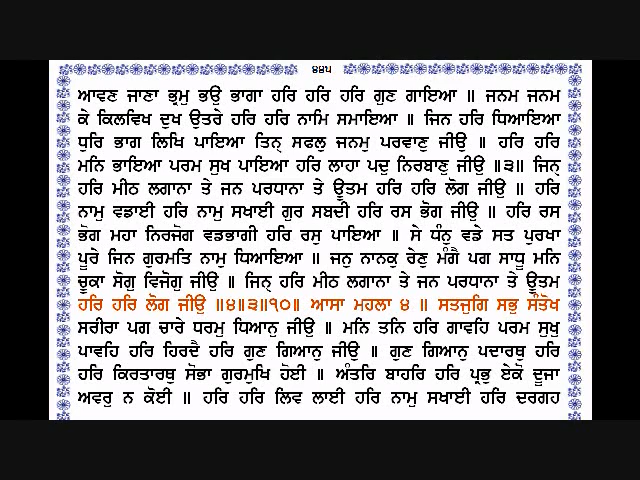 ੪੪੫
ਆਵਣ ਜਾਣਾ ਭ੍ਰਮੁ ਭਉ ਭਾਗਾ ਹਰਿ ਹਰਿ ਹਰਿ ਗੁਣ ਗਾਇਆ ॥ ਜਨਮ ਜਨਮ
ਕੇ ਕਿਲਵਿਖ ਦੁਖ ਉਤਰੇ ਹਰਿ ਹਰਿ ਨਾਮਿ ਸਮਾਇਆ ॥ ਜਿਨ ਹਰਿ ਧਿਆਇਆ
ਧੁਰਿ ਭਾਗ ਲਿਖਿ ਪਾਇਆ ਤਿਨ੍ ਸਫਲੁ ਜਨਮੁ ਪਰਵਾਣੁ ਜੀਉ ॥ ਹਰਿ ਹਰਿ
ਮਨਿ ਭਾਇਆ ਪਰਮ ਸੁਖ ਪਾਇਆ ਹਰਿ ਲਾਹਾ ਪਦੁ ਨਿਰਬਾਣੁ ਜੀਉ ॥੩॥ ਜਿਨ੍
ਹਰਿ ਮੀਠ ਲਗਾਨਾ ਤੇ ਜਨ ਪਰਧਾਨਾ ਤੇ ਊਤਮ ਹਰਿ ਹਰਿ ਲੋਗ ਜੀਉ ॥ ਹਰਿ
ਨਾਮੁ ਵਡਾਈ ਹਰਿ ਨਾਮੁ ਸਖਾਈ ਗੁਰ ਸਬਦੀ ਹਰਿ ਰਸ ਭੋਗ ਜੀਉ ॥ ਹਰਿ ਰਸ
ਭੋਗ ਮਹਾ ਨਿਰਜੋਗ ਵਡਭਾਗੀ ਹਰਿ ਰਸੁ ਪਾਇਆ ॥ ਸੇ ਧੰਨੁ ਵਡੇ ਸਤ ਪੁਰਖਾ
ਪੂਰੇ ਜਿਨ ਗੁਰਮਤਿ ਨਾਮੁ ਧਿਆਇਆ ॥ ਜਨੁ ਨਾਨਕੁ ਰੇਣੁ ਮੰਗੈ ਪਗ ਸਾਧੂ ਮਨਿ
ਚੂਕਾ ਸੋਗੁ ਵਿਜੋਗੁ ਜੀਉ ॥ ਜਿਨ੍ ਹਰਿ ਮੀਠ ਲਗਾਨਾ ਤੇ ਜਨ ਪਰਧਾਨਾ ਤੇ ਊਤਮ
ਹਰਿ ਹਰਿ ਲੋਗ ਜੀਉ ॥੪॥੩॥੧੦॥ ਆਸਾ ਮਹਲਾ ੪ ॥ ਸਤਜੁਗਿ ਸਭੁ ਸੰਤੋਖ
ਸਰੀਰਾ ਪਗ ਚਾਰੇ ਧਰਮੁ ਧਿਆਨੁ ਜੀਉ ॥ ਮਨਿ ਤਨਿ ਹਰਿ ਗਾਵਹਿ ਪਰਮ ਸੁਖੁ
ਪਾਵਹਿ ਹਰਿ ਹਿਰਦੈ ਹਰਿ ਗੁਣ ਗਿਆਨੁ ਜੀਉ ॥ ਗੁਣ ਗਿਆਨੁ ਪਦਾਰਥੁ ਹਰਿ
ਹਰਿ ਕਿਰਤਾਰਥੁ ਸੋਭਾ ਗੁਰਮੁਖਿ ਹੋਈ ॥ ਅੰਤਰਿ ਬਾਹਰਿ ਹਰਿ ਪ੍ਰਭੁ ਏਕੋ ਦੂਜਾ
ਅਵਰੁ ਨ ਕੋਈ ॥ ਹਰਿ ਹਰਿ ਲਿਵ ਲਾਈ ਹਰਿ ਨਾਮੁ ਸਖਾਈ ਹਰਿ ਦਰਗਹ